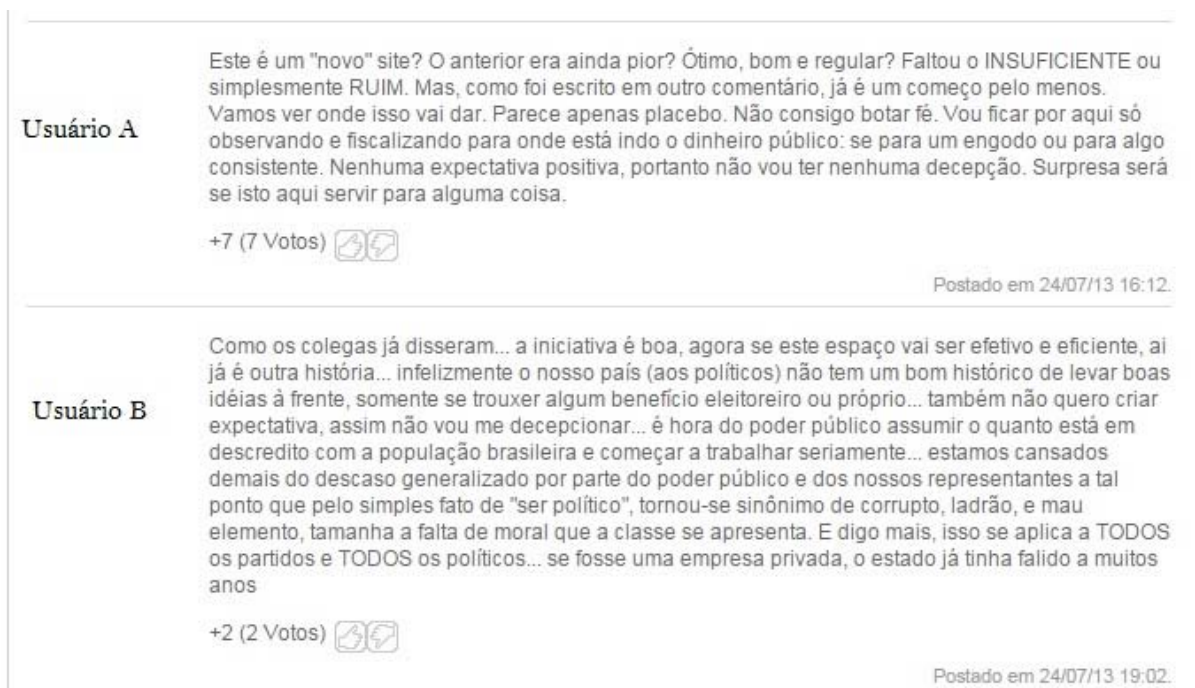 Este é um "novo" site? O anterior era ainda pior? Ótimo, bom e regular? Faltou o INSUFICIENTE ou
simplesmente RUIM. Mas, como foi escrito em outro comentário, já é um começo pelo menos.
Vamos ver onde isso vai dar. Parece apenas placebo. Não consigo botar fé. Vou ficar por aqui só
Usuário A
observando e fiscalizando para onde está indo o dinheiro público: se para um engodo ou para algo
consistente. Nenhuma expectativa positiva, portanto não vou ter nenhuma decepção. Surpresa será
se isto aqui servir para alguma coisa.
+7 (7 Votos)
Postado em 24/07/13 16:12.
Como os colegas já disseram... a iniciativa é boa, agora se este espaço vai ser efetivo e eficiente, ai
já é outra história... infelizmente o nosso país (aos políticos) não tem um bom histórico de levar boas
Usuário B
idéias à frente, somente se trouxer algum benefício eleitoreiro ou próprio... também não quero criar
expectativa, assim não vou me decepcionar... é hora do poder público assumir o quanto está em
descredito com a população brasileira e começar a trabalhar seriamente... estamos cansados
demais do descaso generalizado por parte do poder público e dos nossos representantes a tal
ponto que pelo simples fato de "ser político", tornou-se sinônimo de corrupto, ladrão, e mau
elemento, tamanha a falta de moral que a classe se apresenta. E digo mais, isso se aplica a TODOS
os partidos e TODOS os políticos... se fosse uma empresa privada, o estado já tinha falido a muitos
anos
+2 (2 Votos)
Postado em 24/07/13 19:02.